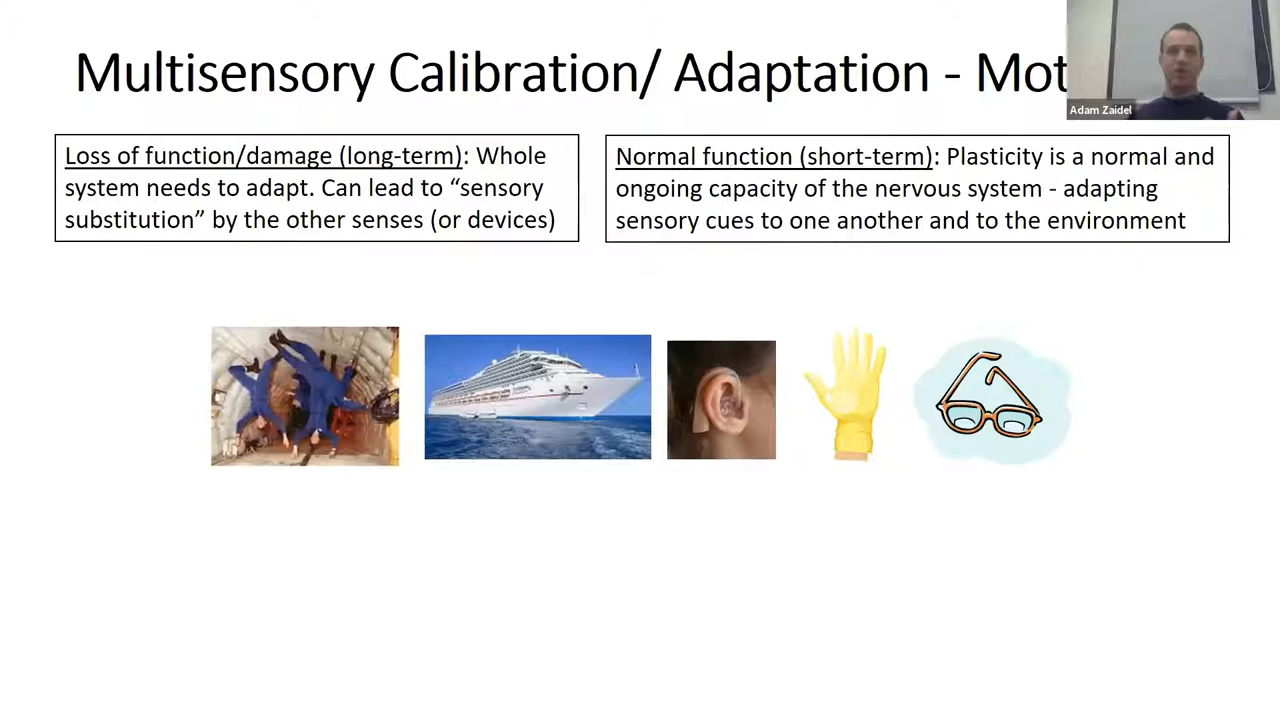 Multisensory Calibration/ Adaptation - Mot
Adam Zaidel
Loss of function/damage (long-term): Whole
system needs to adapt. Can lead to “sensory
substitution” by the other senses (or devices)
Normal function (short-term): Plasticity is a normal and
ongoing capacity of the nervous system - adapting
sensory cues to one another and to the environment